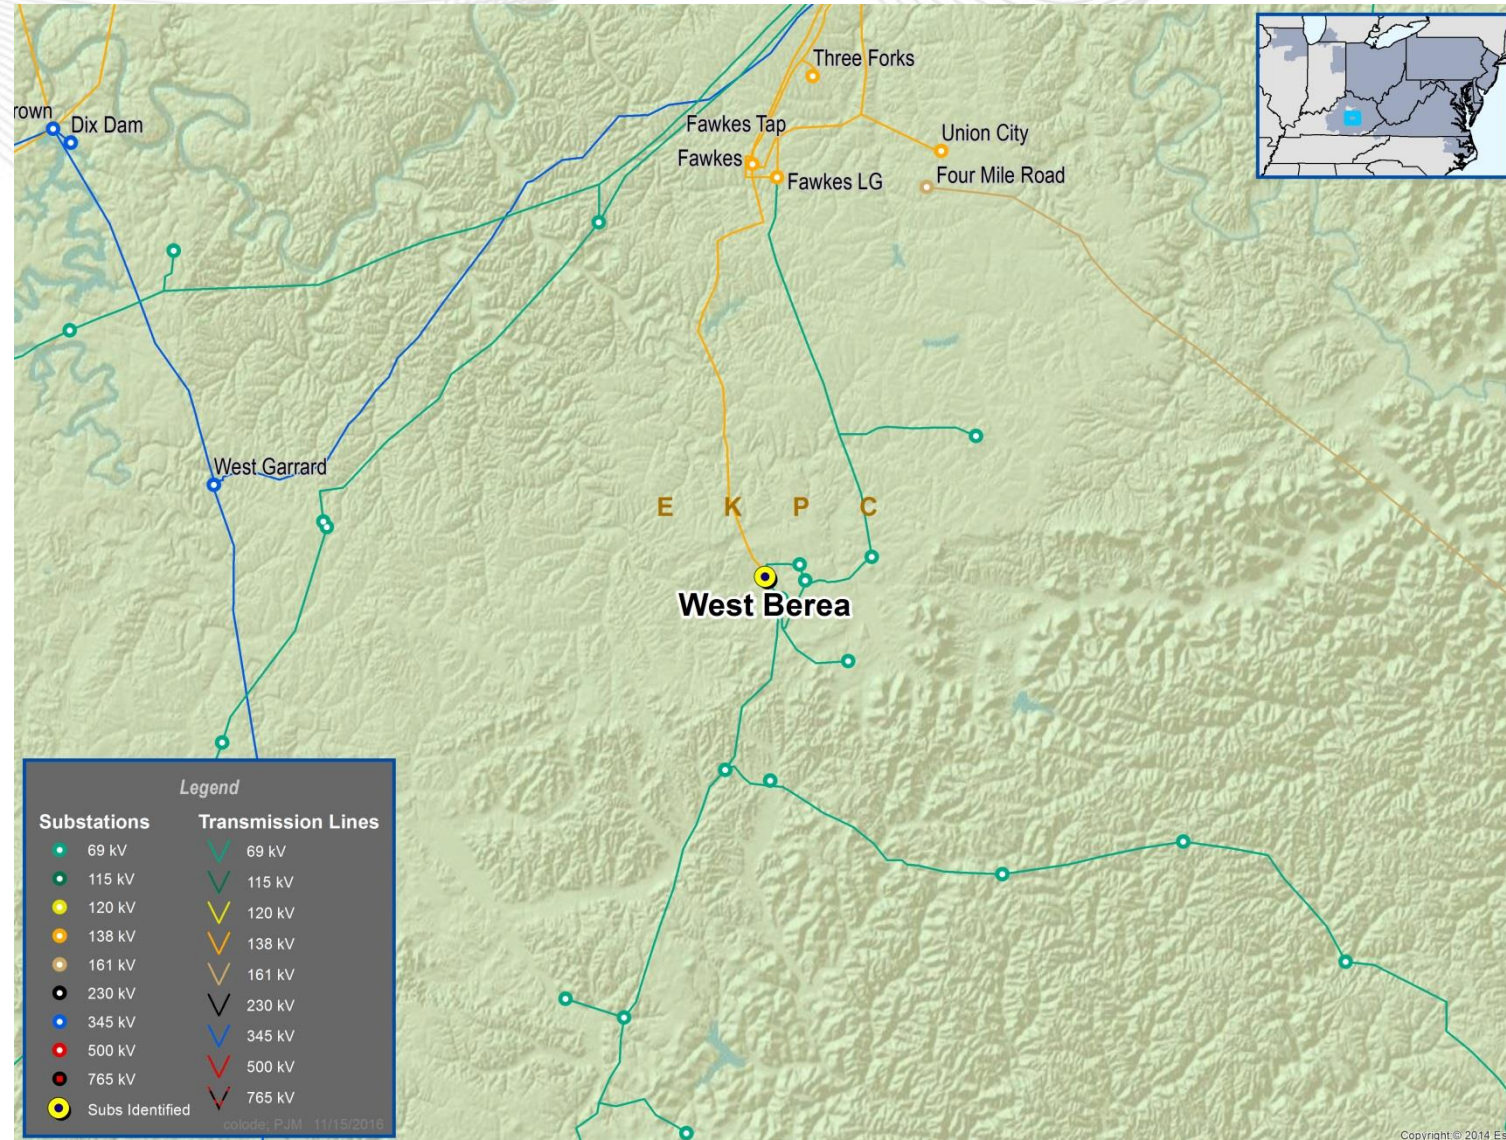 Three Forks
rown
Dix Dam
Fawkes Tap
Union City
Fawkes
Fawkes LG
Four Mile Road
West Garrard
E K P C
West Berea
Legend
Substations
69 kV
115 kV
120 kV
138 kV
161 kV
230 kV
345 kV
500 kV
765 kV
Subs Identified
Transmission Lines
69 kV
115 kV
120 kV
138 kV
161 kV
230 kV
345 kV
500 kV
765 kV
colode; PJM 11/15/2016
Copyright:© 2014 Es